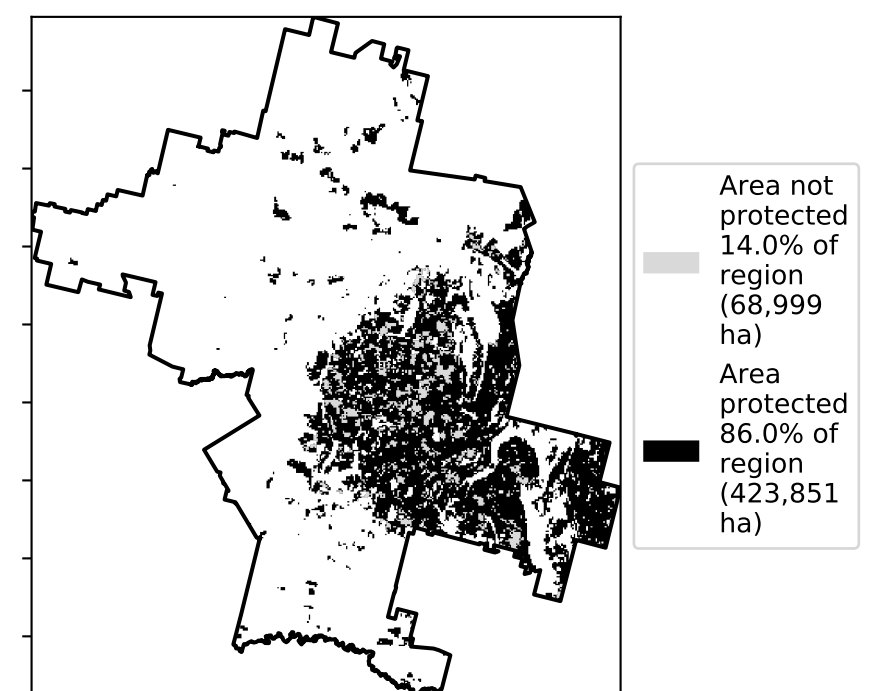 Area not
protected
14.0% of
region
(68,999
ha)
Area
protected
86.0% of
region
(423,851
ha)